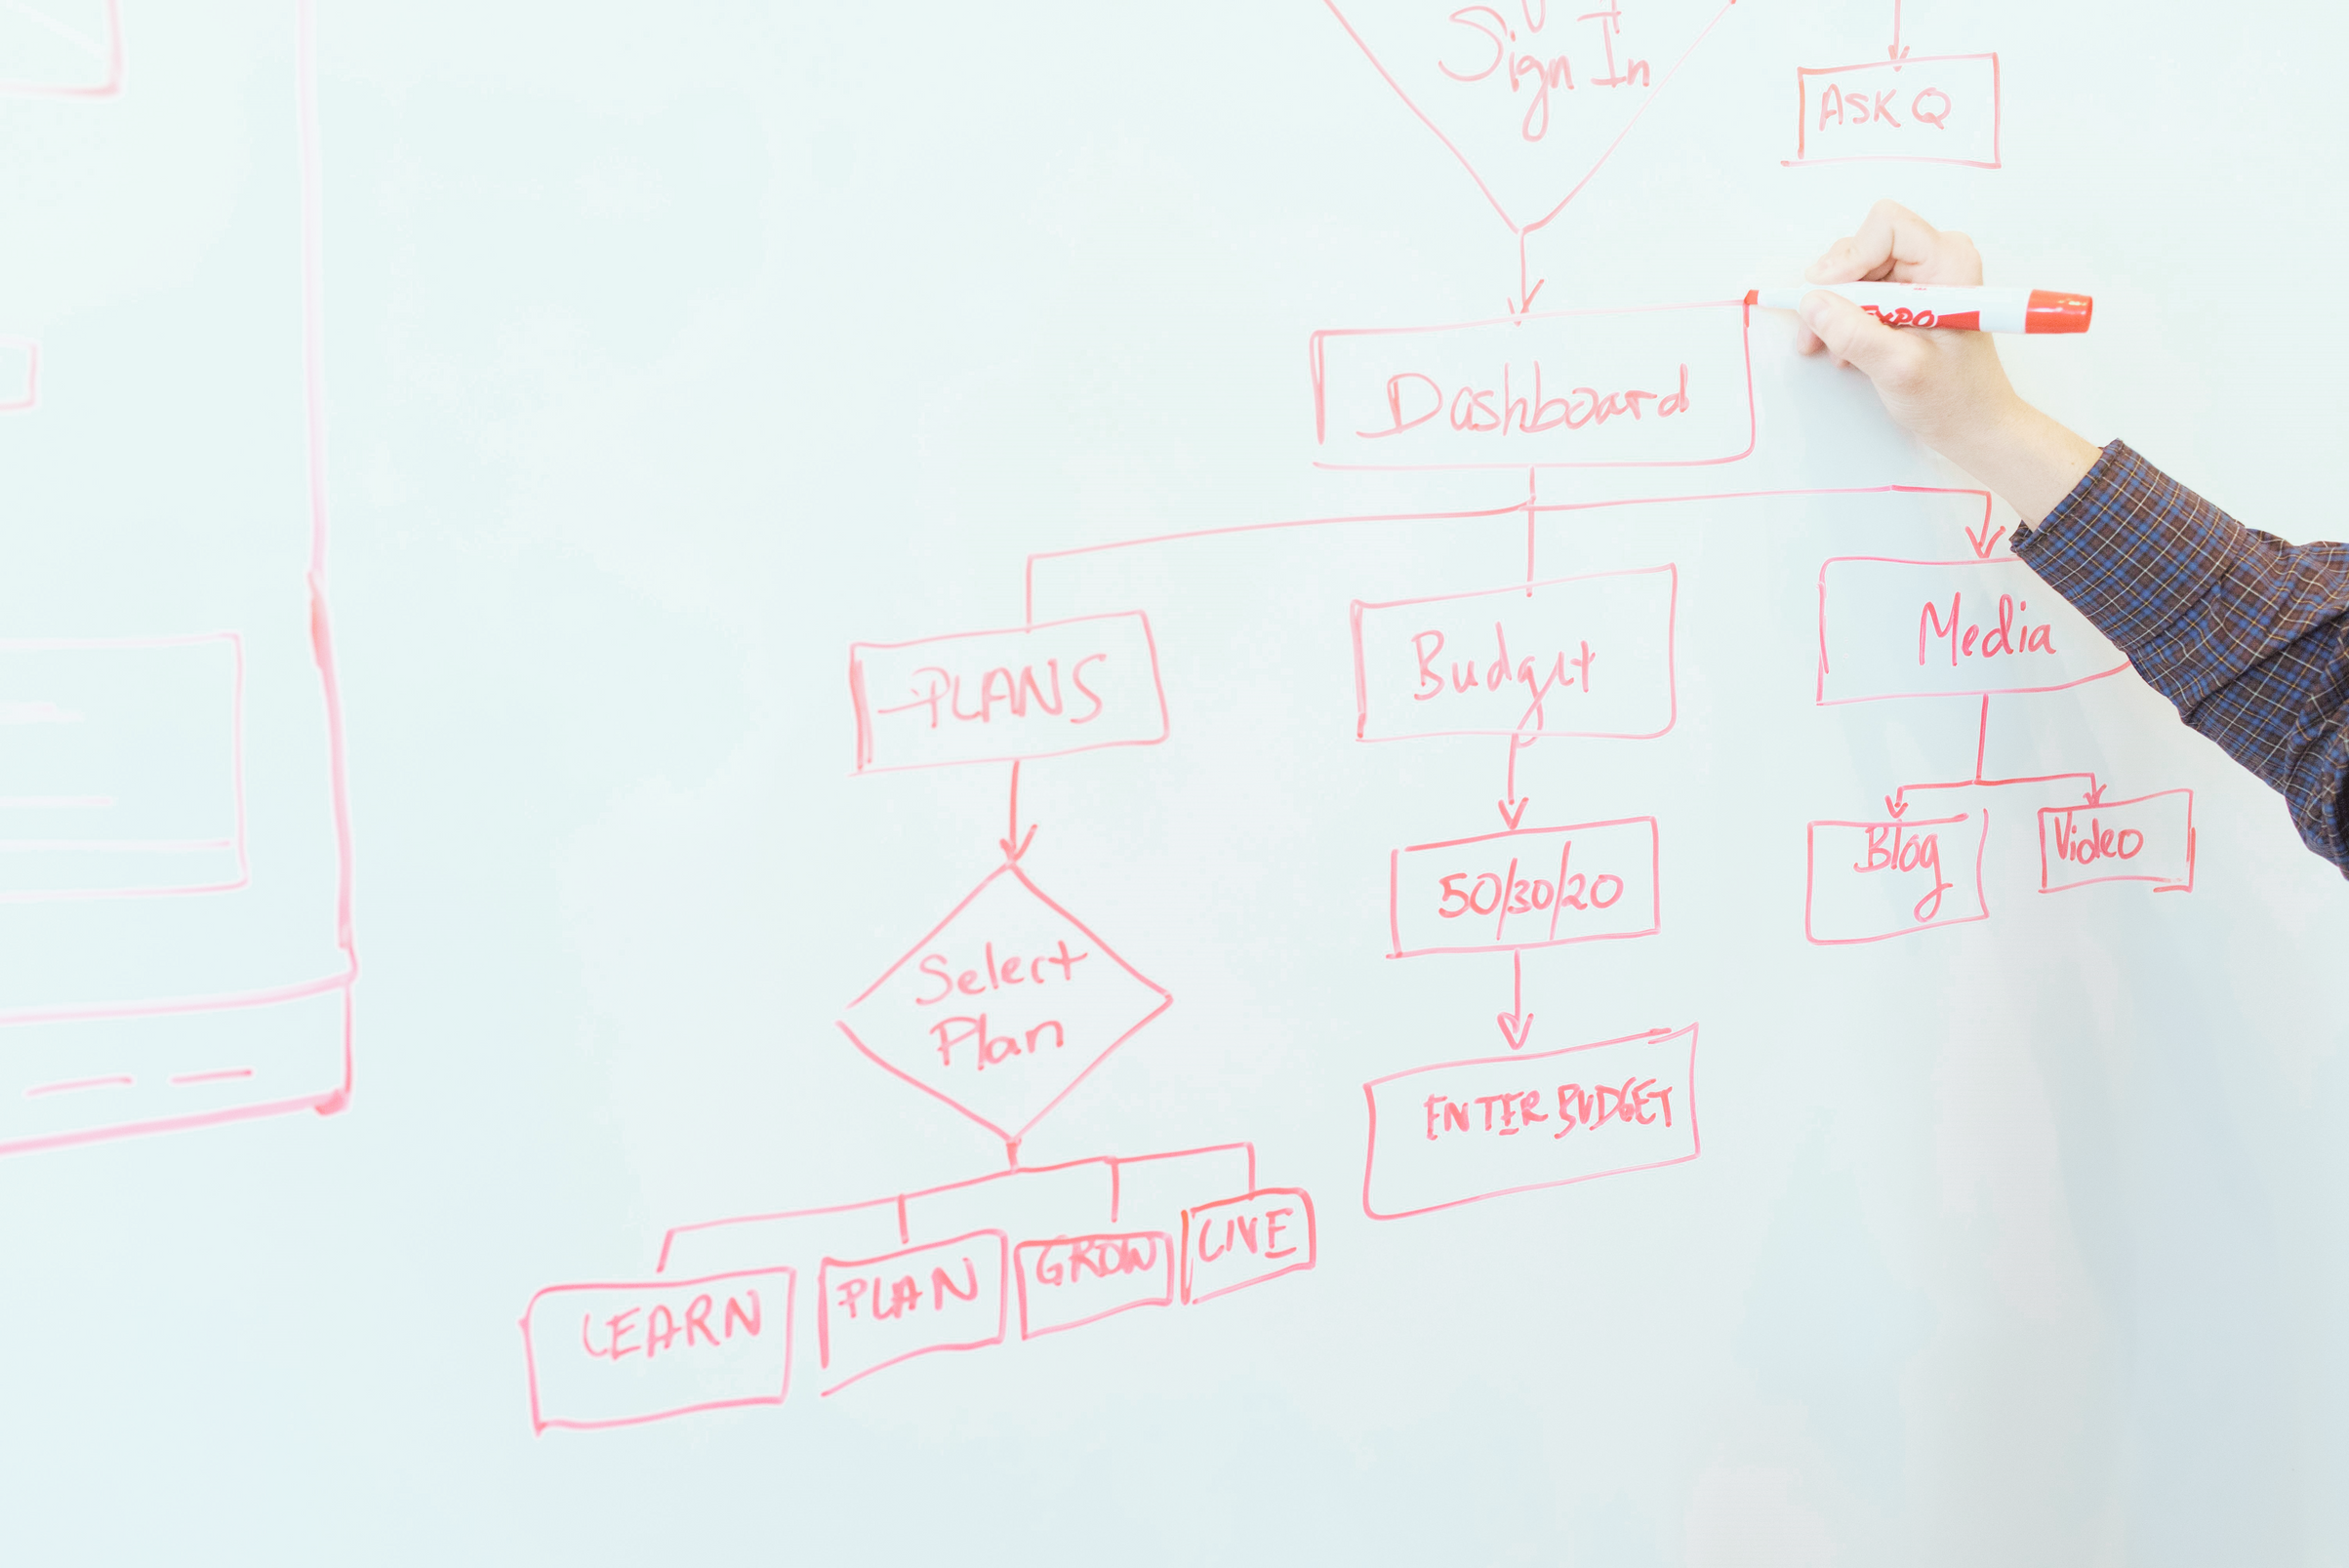 Sign In
ASK Q
EXPO
Dashboard
PLANS
Budget
Media
50/30/20
Blog
Video
Select
Plan
ENTER BUDGET
LEARN
PLAN
GROW
LIVE